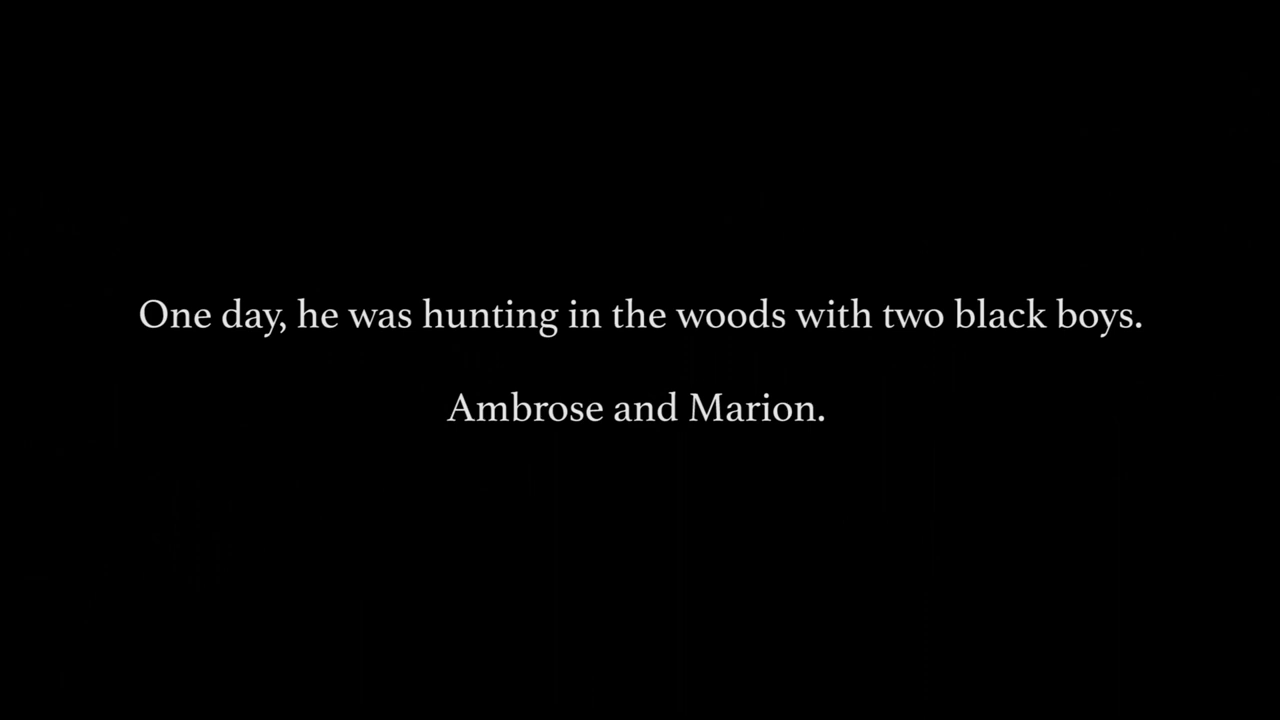 One day, he was hunting in the woods with two black boys.
Ambrose and Marion.